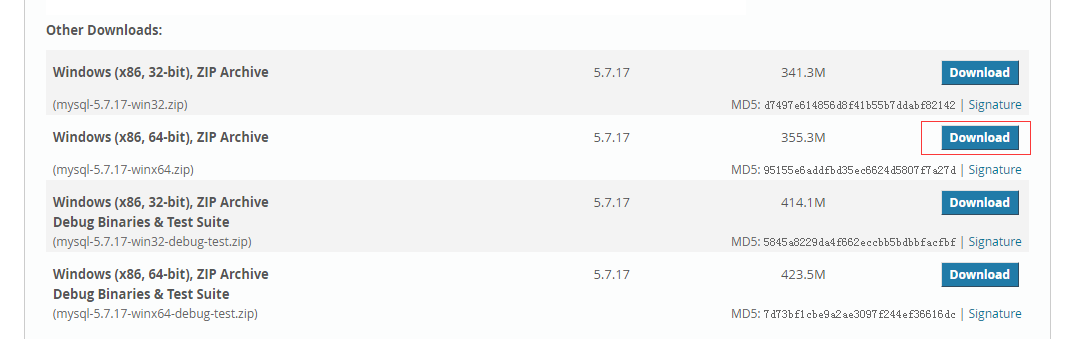 Other Downloads:
Windows (x86, 32-bit), ZIP Archive 5.7.17 341.3M Download
(mysql-5.7.17-win32.zip) MD5: d7497e614856d8f41b55b7ddabf82142 | Signature
Windows (x86, 64-bit), ZIP Archive 5.7.17 355.3M Download
(mysql-5.7.17-winx64.zip) MD5: 95155e6addfbd35ec6624d5807f7a27d | Signature
Windows (x86, 32-bit), ZIP Archive 5.7.17 414.1M Download
Debug Binaries & Test Suite
(mysql-5.7.17-win32-debug-test.zip) MD5: 5845a8229da4f662eccbb5bdbbfacfbf | Signature
Windows (x86, 64-bit), ZIP Archive 5.7.17 423.5M Download
Debug Binaries & Test Suite
(mysql-5.7.17-winx64-debug-test.zip) MD5: 7d73bf1cbe9a2ae3097f244ef36616dc | Signature